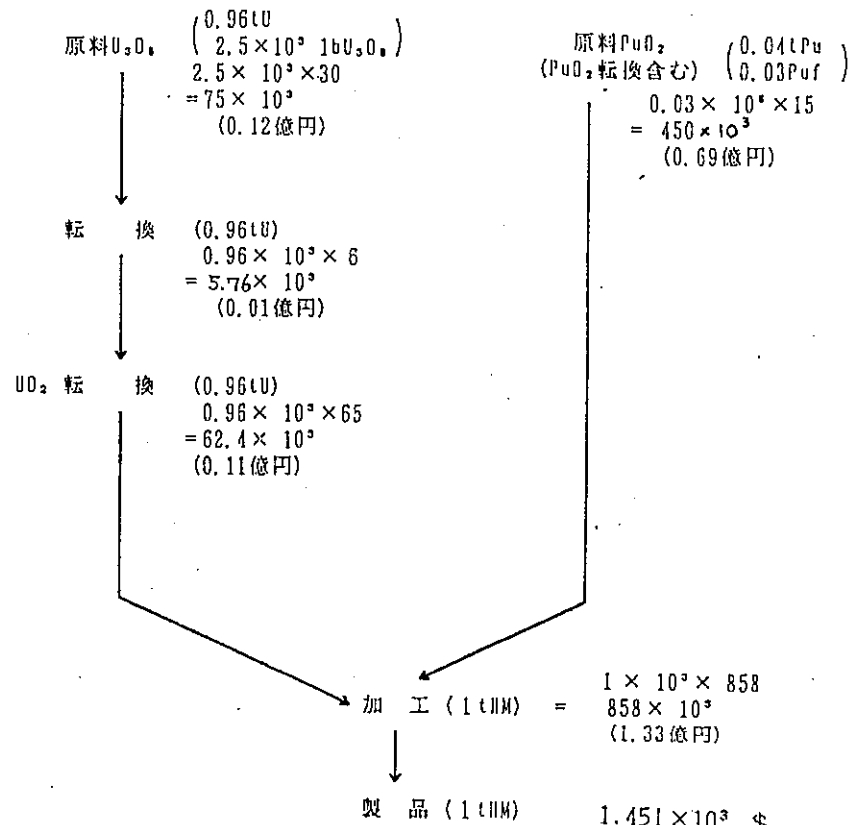 原料U₃O₈ (0.96tU
2.5×10³ lbU₃O₈)
2.5× 10³×30
=75× 10³
(0.12億円)
原料PuO₂ (0.04tPu
(PuO₂転換含む) 0.03Puf)
0.03× 10⁶ ×15
= 450×10³
(0.69億円)
転 換 (0.96tU)
0.96× 10³× 6
= 5.76× 10³
(0.01億円)
UO₂ 転 換 (0.96tU)
0.96× 10³ ×65
=62.4× 10³
(0.11億円)
加 工 (1tHM) =
1 × 10³ × 858
858× 10³
(1.33億円)
製 品 (1tHM) 1,451×10³ $